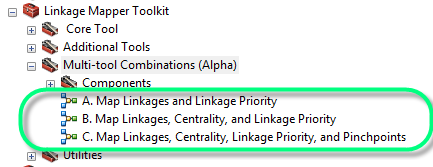 Linkage Mapper Toolkit
Core Tool
Additional Tools
Multi-tool Combinations (Alpha)
Components
A. Map Linkages and Linkage Priority
B. Map Linkages, Centrality, and Linkage Priority
C. Map Linkages, Centrality, Linkage Priority, and Pinchpoints
Utilities